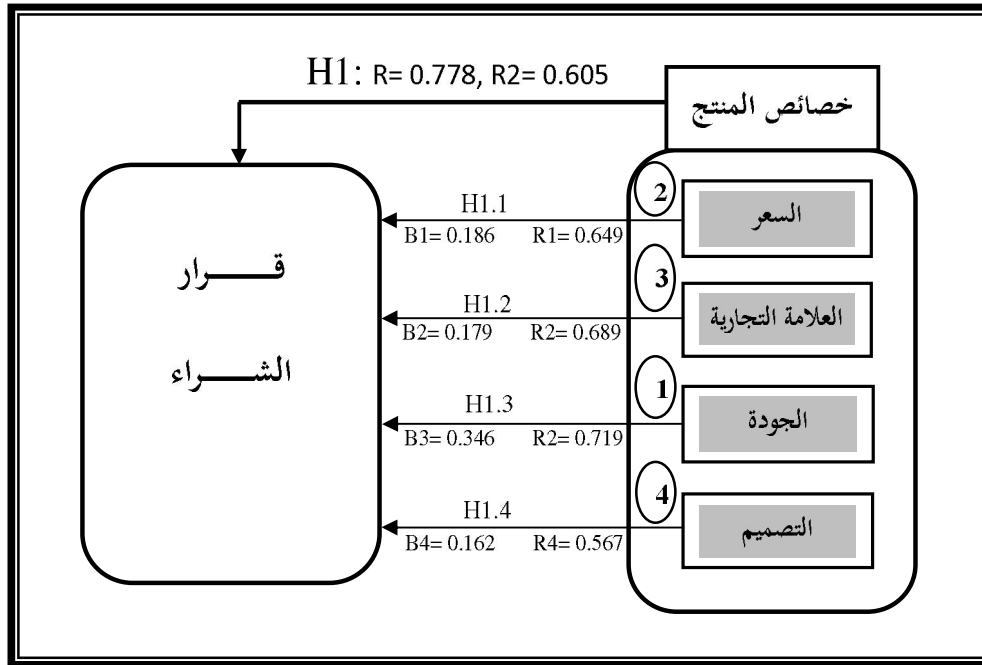 H1: R= 0.778, R2= 0.605
خصائص المنتج
2
السعر
H1.1
B1= 0.186 R1= 0.649
3
العلامة التجارية
H1.2
B2= 0.179 R2= 0.689
1
الجودة
H1.3
B3= 0.346 R2= 0.719
4
التصميم
H1.4
B4= 0.162 R4= 0.567
قـــــــرار
الشـــــــراء